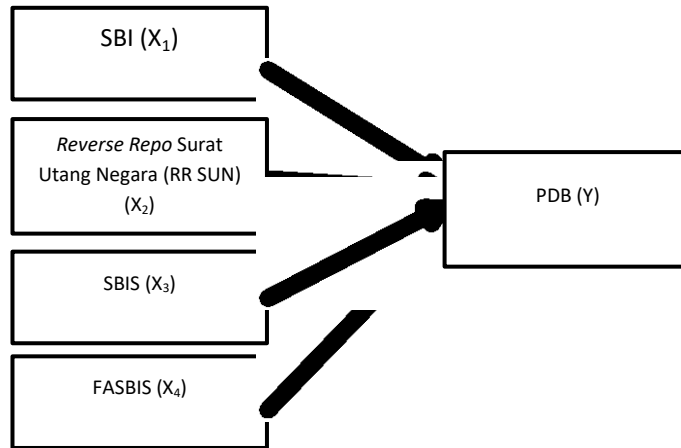 SBI (X₁)
Reverse Repo Surat
Utang Negara (RR SUN)
(X₂)
SBIS (X₃)
FASBIS (X₄)
PDB (Y)